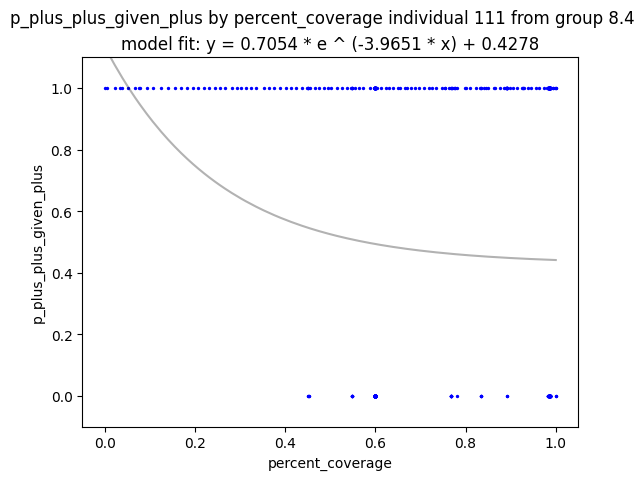 p_plus_plus_given_plus by percent_coverage individual 111 from group 8.4
model fit: y = 0.7054 * e ^ (-3.9651 * x) + 0.4278
1.0
0.8
0.6
0.4
0.2
0.0
p_plus_plus_given_plus
0.0 0.2 0.4 0.6 0.8 1.0
percent_coverage